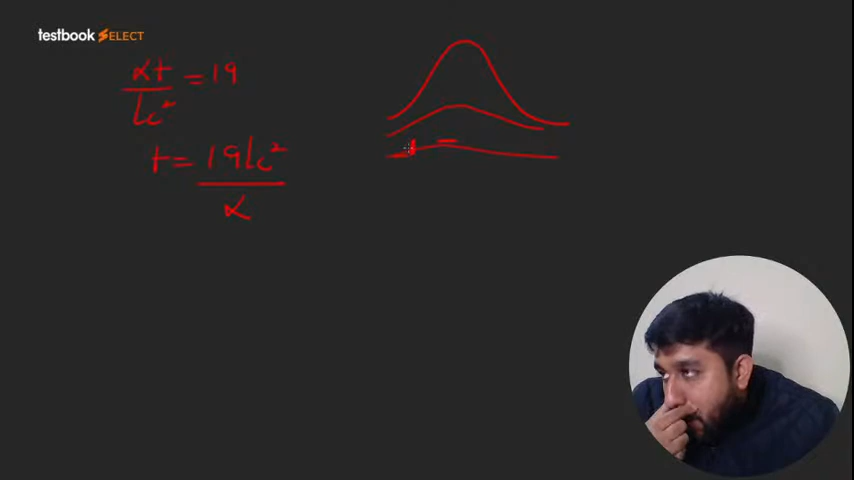 testbook SELECT
αt/lc² = 19
t = 19lc²/α